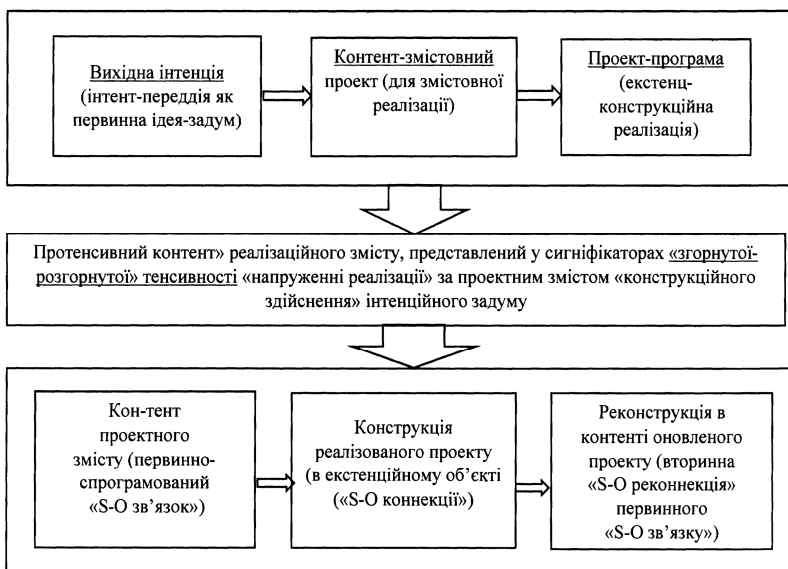 Вихідна інтенція
(інтент-переддія як
первинна ідея-задум)
Контент-змістовний
проект (для змістовної
реалізації)
Проект-програма
(екстенц-
конструкційна
реалізація)
Протенсивний контент» реалізаційного змісту, представлений у сигніфікаторах «згорнутої-
розгорнутої» тенсивності «напруженні реалізації» за проектним змістом «конструкційного
здійснення» інтенційного задуму
Кон-тент
проектного
змісту (первинно-
спрограмований
«S-O зв’язок»)
Конструкція
реалізованого проекту
(в екстенційному об’єкті
(«S-O коннекції»)
Реконструкція в
контенті оновленого
проекту (вторинна
«S-O реконнекція»
первинного
«S-O зв’язку»)